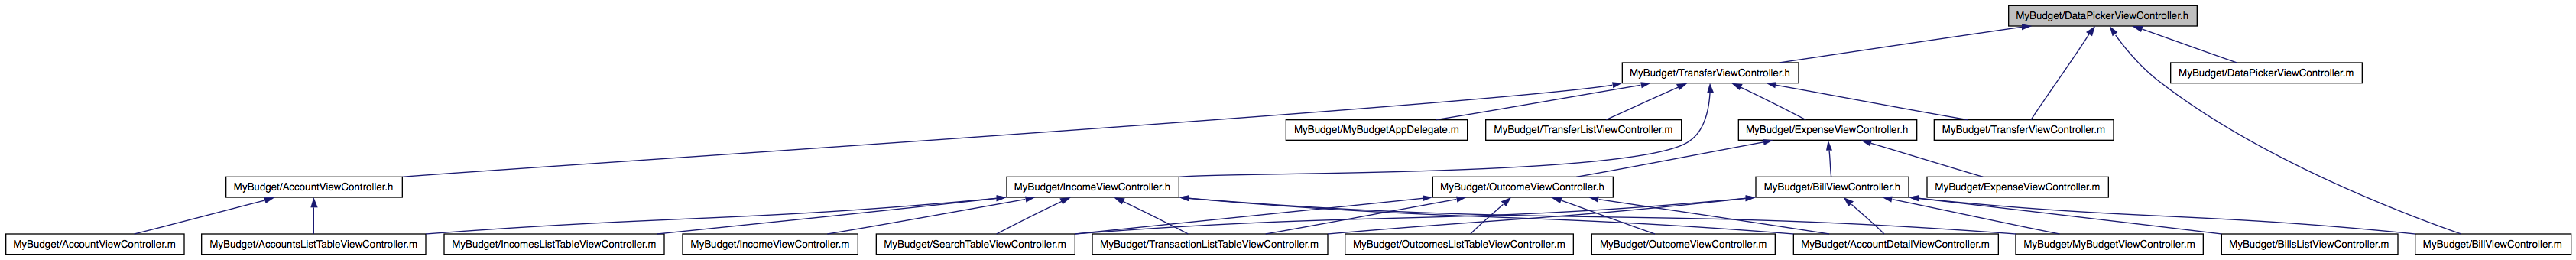 MyBudget/DataPickerViewController.h
MyBudget/TransferViewController.h
MyBudget/DataPickerViewController.m
MyBudget/MyBudgetAppDelegate.m
MyBudget/TransferListViewController.m
MyBudget/ExpenseViewController.h
MyBudget/TransferViewController.m
MyBudget/AccountViewController.h
MyBudget/IncomeViewController.h
MyBudget/OutcomeViewController.h
MyBudget/BillViewController.h
MyBudget/ExpenseViewController.m
MyBudget/AccountViewController.m
MyBudget/AccountsListTableViewController.m
MyBudget/IncomesListTableViewController.m
MyBudget/IncomeViewController.m
MyBudget/SearchTableViewController.m
MyBudget/TransactionListTableViewController.m
MyBudget/OutcomesListTableViewController.m
MyBudget/OutcomeViewController.m
MyBudget/AccountDetailViewController.m
MyBudget/MyBudgetViewController.m
MyBudget/BillsListViewController.m
MyBudget/BillViewController.m